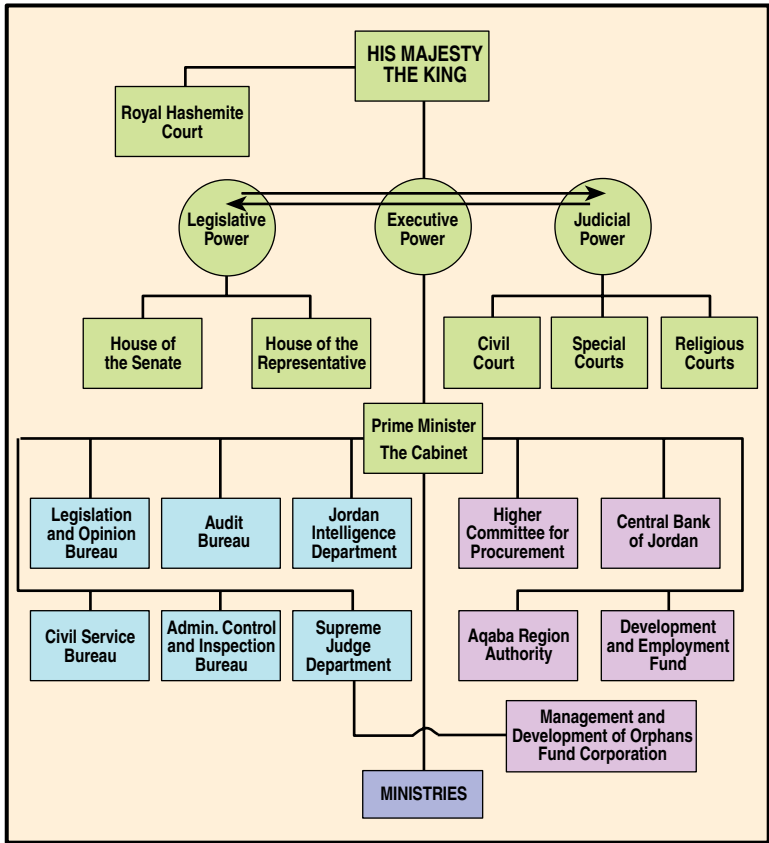 HIS MAJESTY
THE KING
Royal Hashemite
Court
Legislative
Power
Executive
Power
Judicial
Power
House of
the Senate
House of the
Representative
Civil
Court
Special
Courts
Religious
Courts
Prime Minister
The Cabinet
Legislation
and Opinion
Bureau
Audit
Bureau
Jordan
Intelligence
Department
Higher
Committee for
Procurement
Central Bank
of Jordan
Civil Service
Bureau
Admin. Control
and Inspection
Bureau
Supreme
Judge
Department
Aqaba Region
Authority
Development
and Employment
Fund
Management and
Development of Orphans
Fund Corporation
MINISTRIES